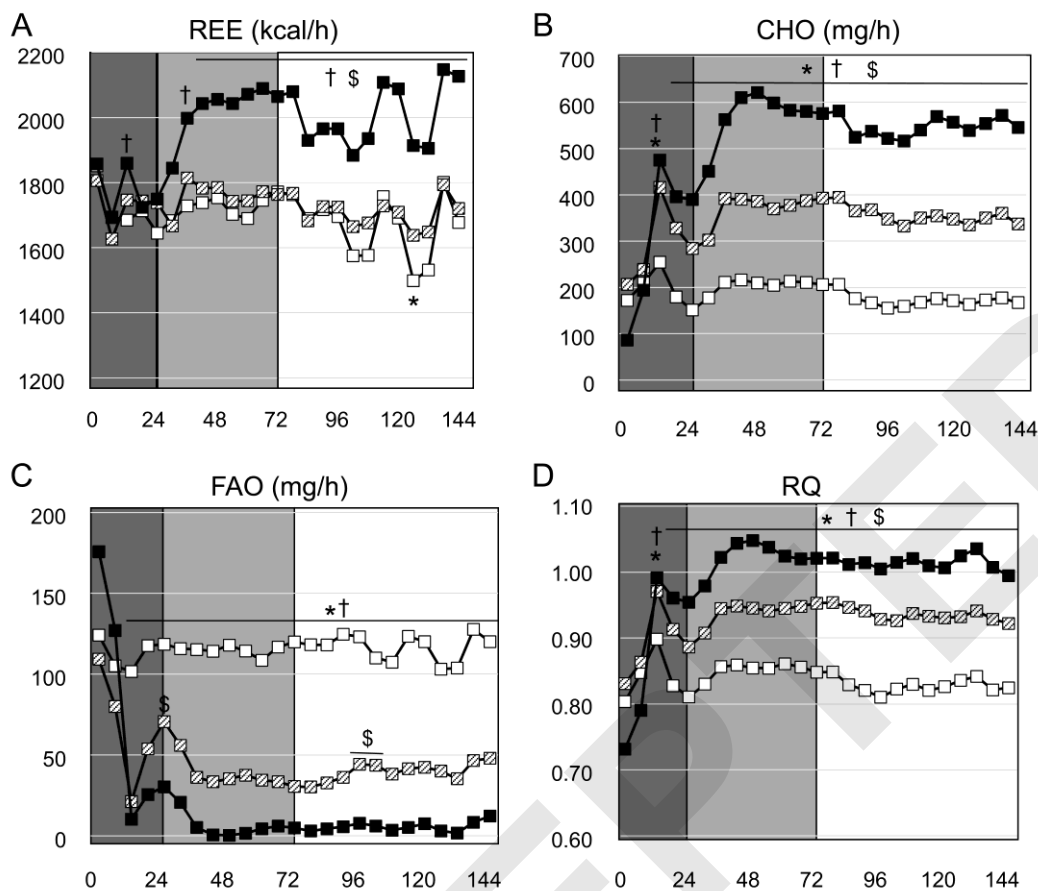 A
REE (kcal/h)
2200
2000
1800
1600
1400
1200
† † † $ *
0 24 48 72 96 120 144
B
CHO (mg/h)
700
600
500
400
300
200
100
0
† * * † $
0 24 48 72 96 120 144
C
FAO (mg/h)
200
150
100
50
0
*† $ $
0 24 48 72 96 120 144
D
RQ
1.10
1.00
0.90
0.80
0.70
0.60
† * * † $
0 24 48 72 96 120 144